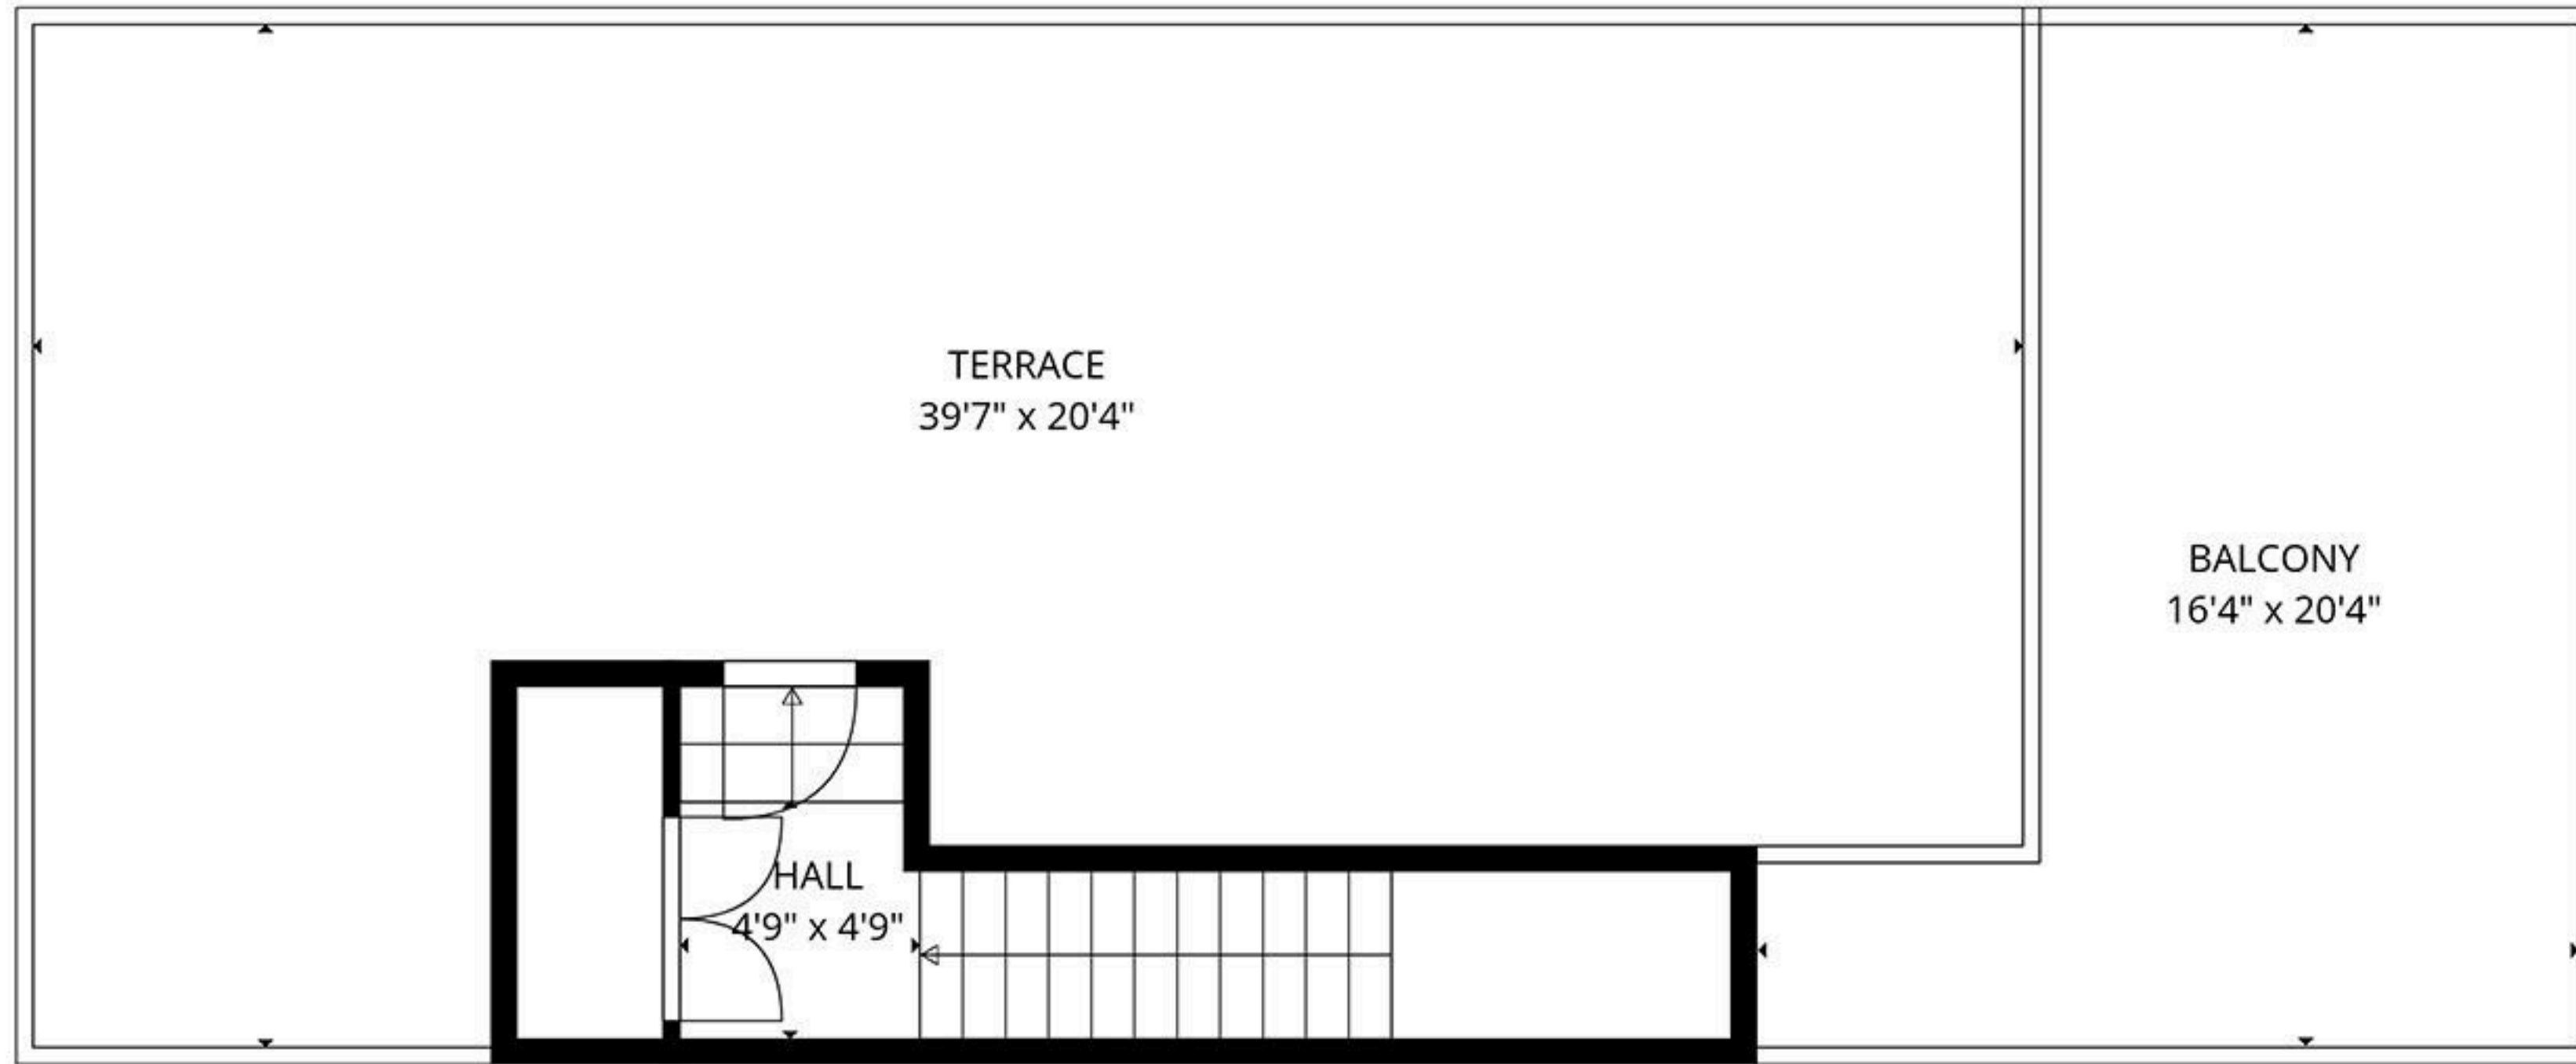 TERRACE
39'7" x 20'4"
BALCONY
16'4" x 20'4"
HALL
4'9" x 4'9"